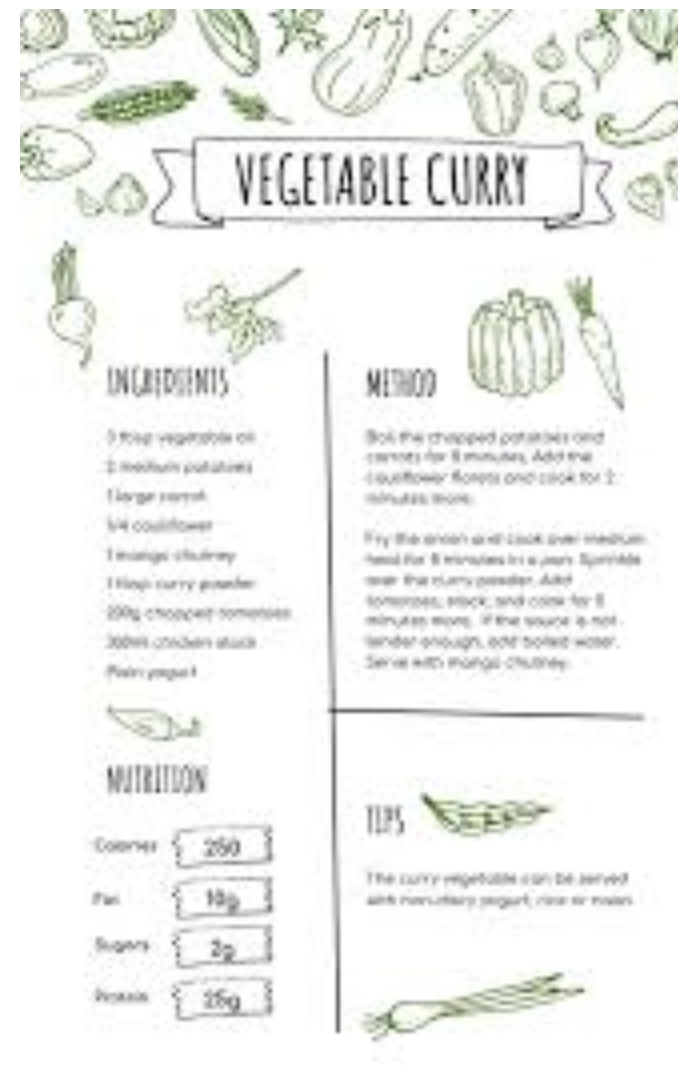 VEGETABLE CURRY
INGREDIENTS
3 tbsp vegetable oil
2 medium potatoes
1 large carrot
1/4 cauliflower
1 mango chutney
1 tbsp curry powder
200g chopped tomatoes
300ml chicken stock
Plain yogurt
NUTRITION
Calories 250
Fat 10g
Sugars 2g
Protein 25g
METHOD
Boil the chopped potatoes and
carrots for 8 minutes. Add the
cauliflower florets and cook for 2
minutes more.
Fry the onion and cook over medium
heat for 8 minutes in a pan. Sprinkle
over the curry powder. Add
tomatoes, stock, and cook for 5
minutes more. If the sauce is not
tender enough, add boiled water.
Serve with mango chutney.
TIPS
The curry vegetable can be served
with non-dairy yogurt, rice or naan.